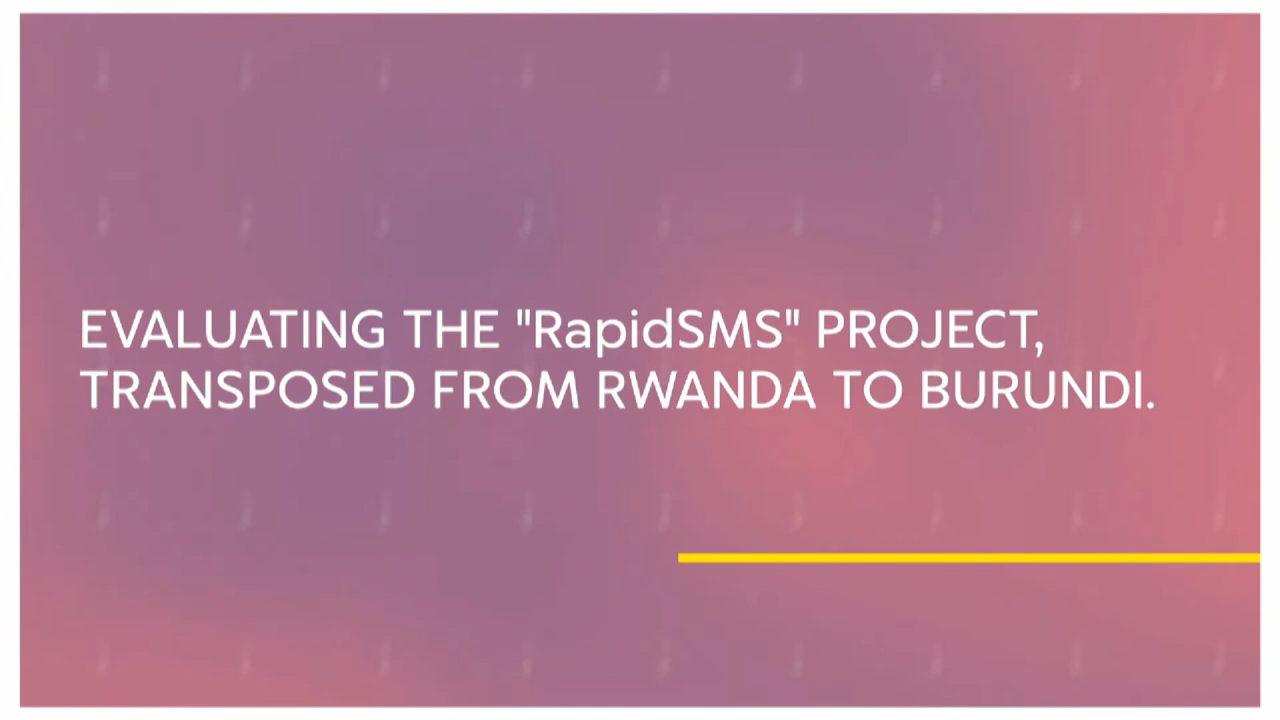 EVALUATING THE "RapidSMS" PROJECT,
TRANSPOSED FROM RWANDA TO BURUNDI.